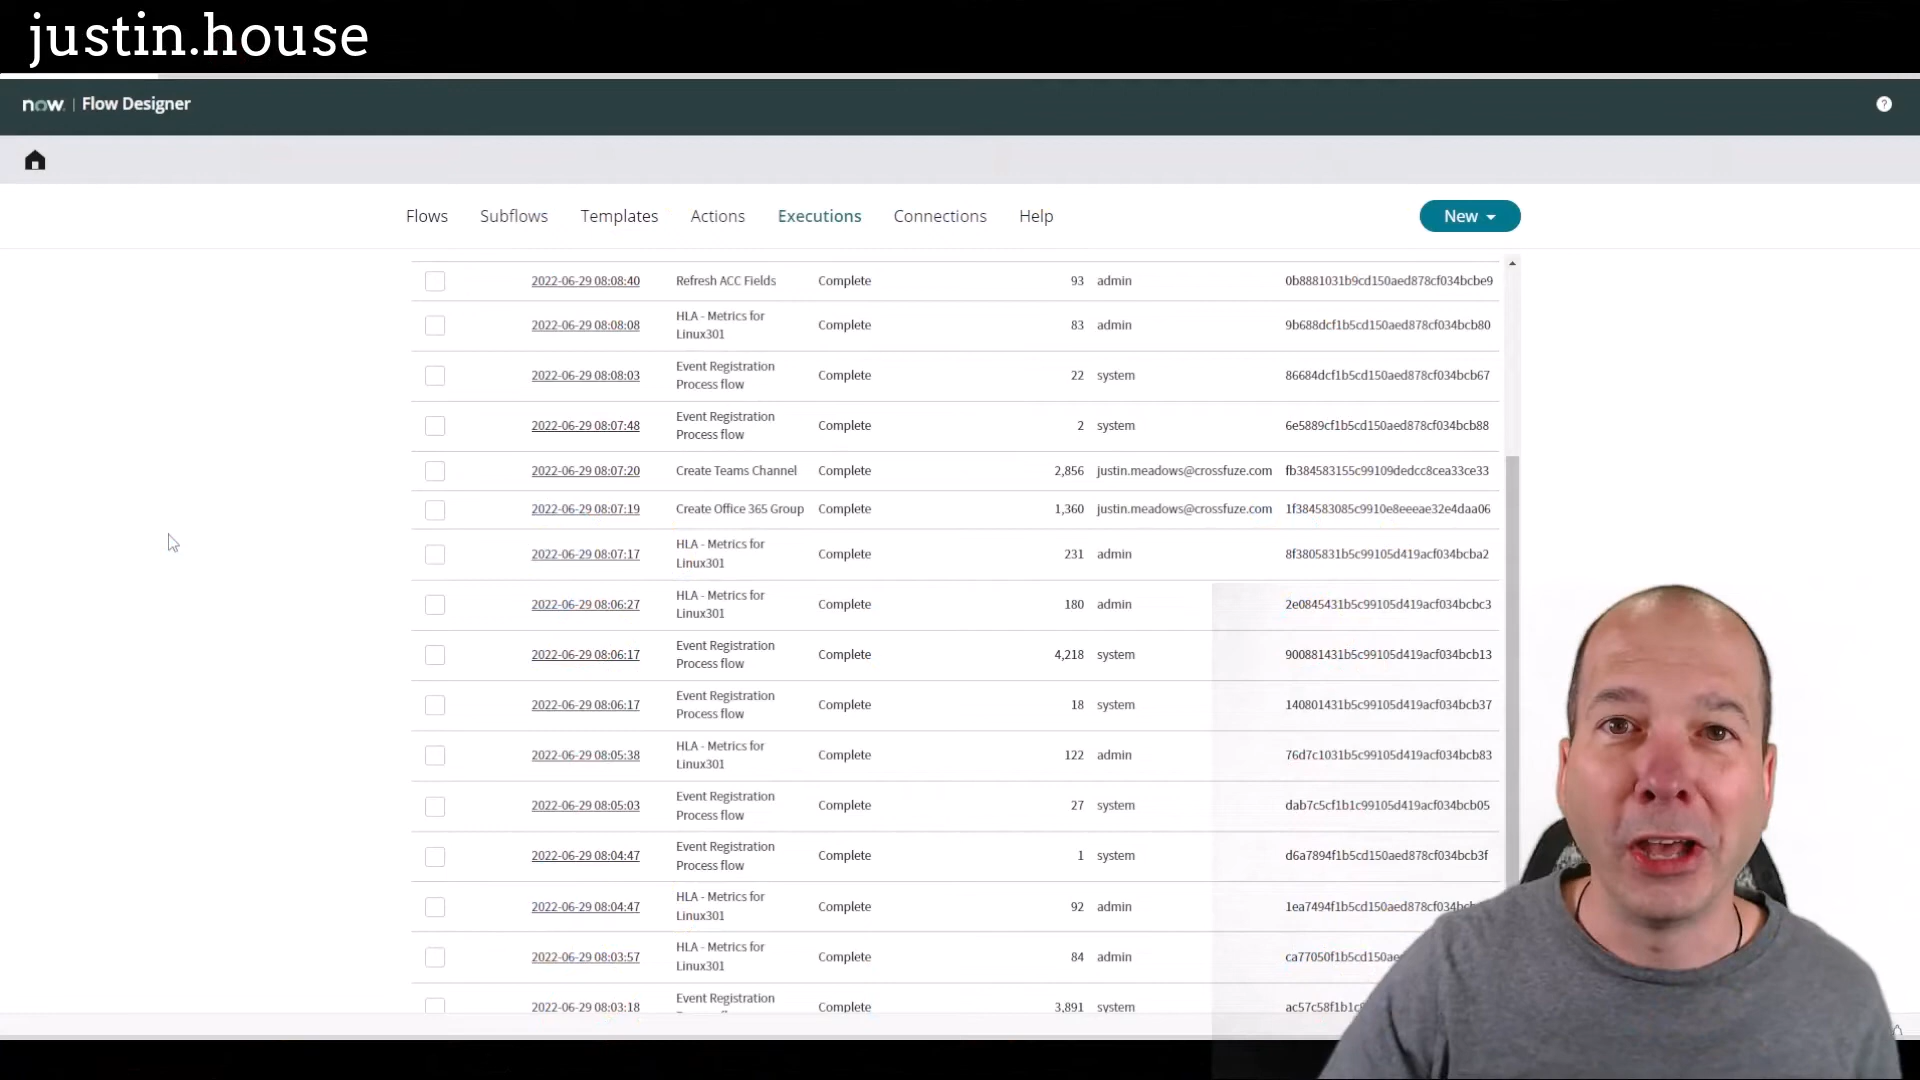 justin.house
now. | Flow Designer
?
Flows Subflows Templates Actions Executions Connections Help New
2022-06-29 08:08:40 Refresh ACC Fields Complete 93 admin 0b8881031b9cd150aed878cf034bcbe9
2022-06-29 08:08:08 HLA - Metrics for Complete 83 admin 9b688dcf1b5cd150aed878cf034bcb80
Linux301
2022-06-29 08:08:03 Event Registration Complete 22 system 86684dcf1b5cd150aed878cf034bcb67
Process flow
2022-06-29 08:07:48 Event Registration Complete 2 system 6e5889cf1b5cd150aed878cf034bcb88
Process flow
2022-06-29 08:07:20 Create Teams Channel Complete 2,856 justin.meadows@crossfuze.com fb384583155c99109dedcc8cea33ce33
2022-06-29 08:07:19 Create Office 365 Group Complete 1,360 justin.meadows@crossfuze.com 1f384583085c9910e8eeeae32e4daa06
2022-06-29 08:07:17 HLA - Metrics for Complete 231 admin 8f3805831b5c99105d419acf034bcba2
Linux301
2022-06-29 08:06:27 HLA - Metrics for Complete 180 admin 2e0845431b5c99105d419acf034bcbc3
Linux301
2022-06-29 08:06:17 Event Registration Complete 4,218 system 900881431b5c99105d419acf034bcb13
Process flow
2022-06-29 08:06:17 Event Registration Complete 18 system 140801431b5c99105d419acf034bcb37
Process flow
2022-06-29 08:05:38 HLA - Metrics for Complete 122 admin 76d7c1031b5c99105d419acf034bcb83
Linux301
2022-06-29 08:05:03 Event Registration Complete 27 system dab7c5cf1b1c99105d419acf034bcb05
Process flow
2022-06-29 08:04:47 Event Registration Complete 1 system d6a7894f1b5cd150aed878cf034bcb3f
Process flow
2022-06-29 08:04:47 HLA - Metrics for Complete 92 admin 1ea7494f1b5cd150aed878cf034bcb
Linux301
2022-06-29 08:03:57 HLA - Metrics for Complete 84 admin ca77050f1b5cd150ae
Linux301
2022-06-29 08:03:18 Event Registration Complete 3,891 system ac57c58f1b1c